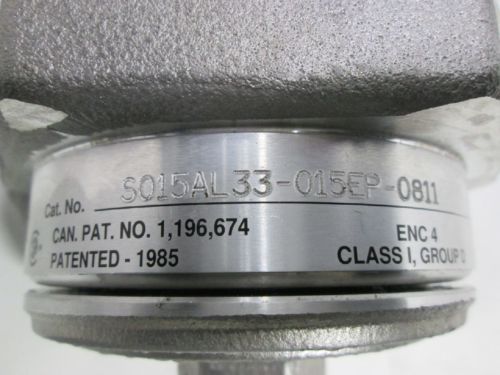 Cat. No. S015AL33-015EP-0811
CAN. PAT. NO. 1,196,674
PATENTED - 1985
ENC 4
CLASS I, GROUP D